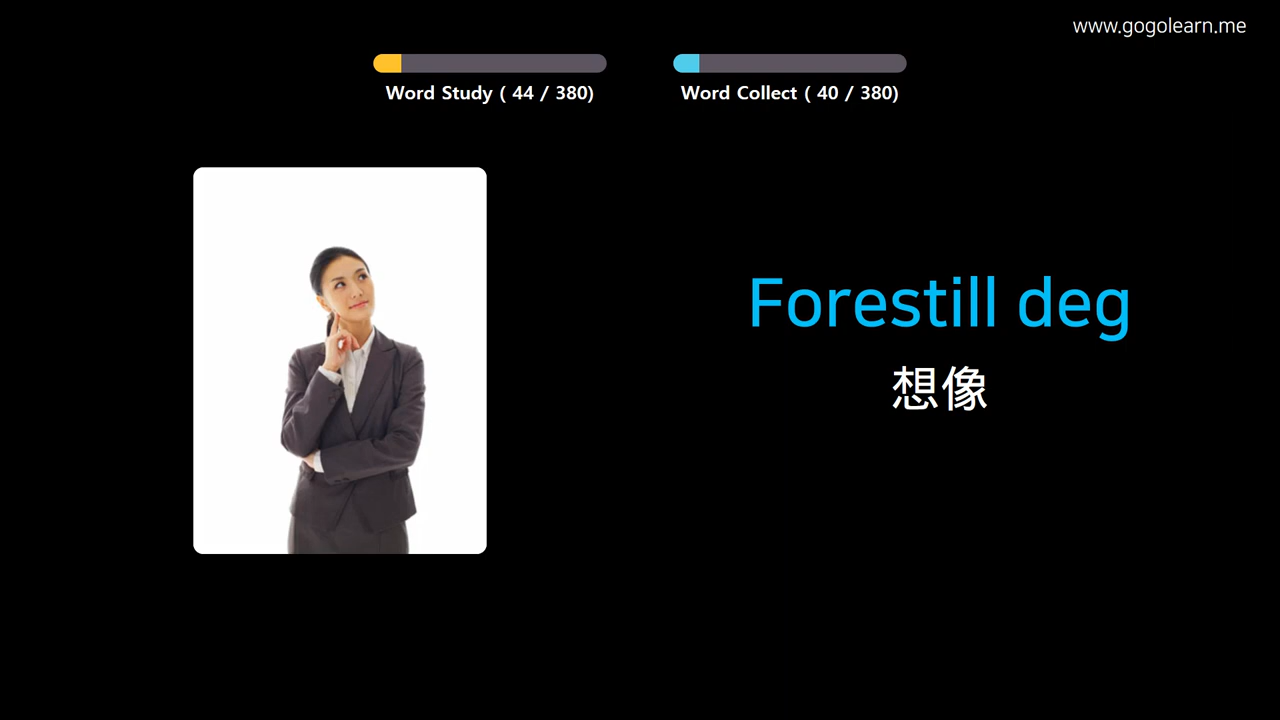 www.gogolearn.me
Word Study ( 44 / 380)
Word Collect ( 40 / 380)
Forestill deg
想像